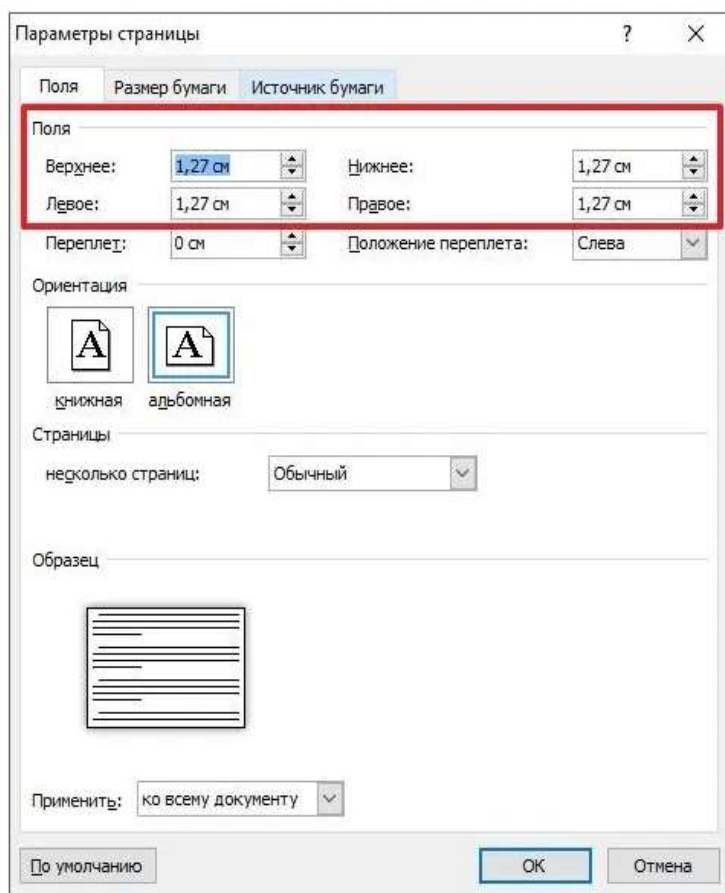 Параметры страницы ?
Поля Размер бумаги Источник бумаги
Поля
Верхнее: 1,27 см Нижнее: 1,27 см
Левое: 1,27 см Правое: 1,27 см
Переплет: 0 см Положение переплета: Слева
Ориентация
A A
книжная альбомная
Страницы
несколько страниц: Обычный
Образец
Применить: ко всему документу
По умолчанию ОК Отмена